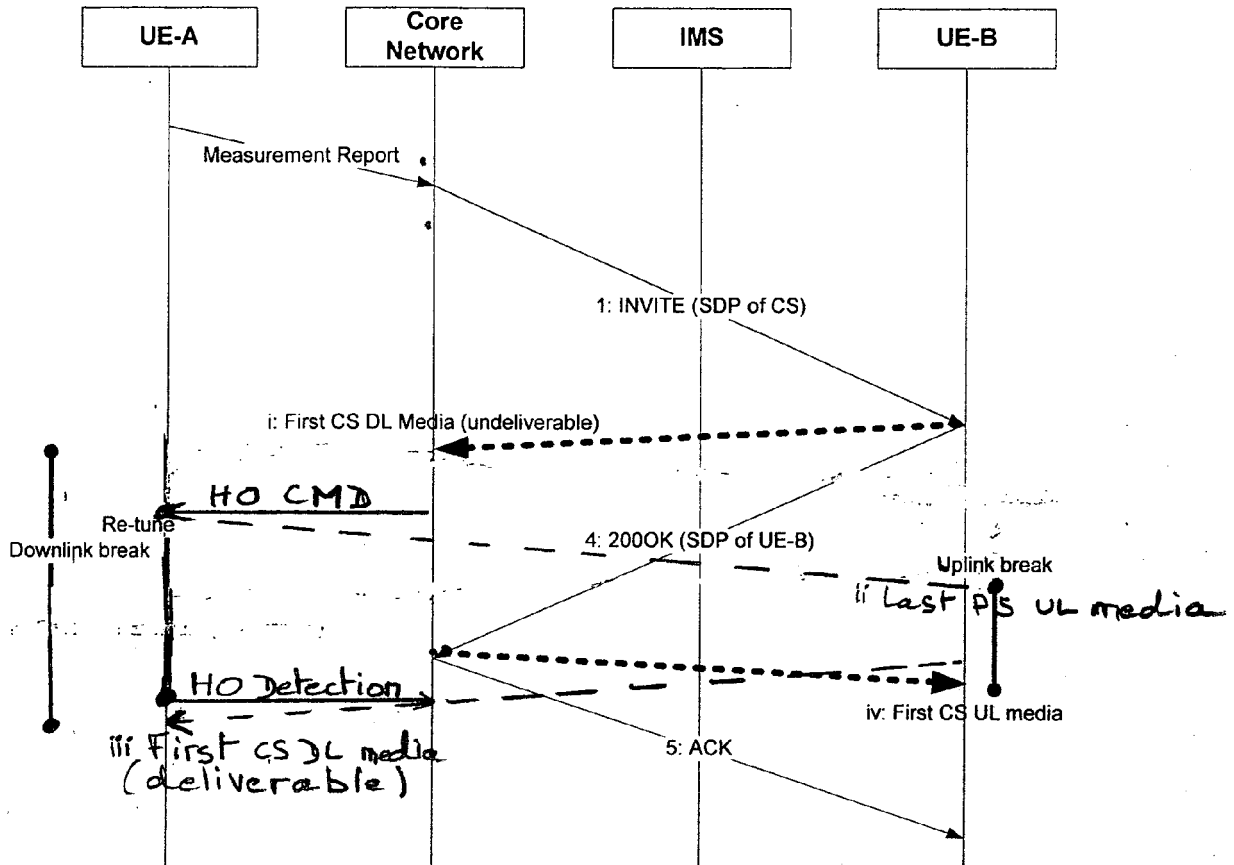 UE-A
Core
Network
IMS
UE-B
Measurement Report
1: INVITE (SDP of CS)
i: First CS DL Media (undeliverable)
HO CMD
Re-tune
Downlink break
4: 200OK (SDP of UE-B)
Uplink break
ii Last PS UL media
HO Detection
iv: First CS UL media
iii First CS DL media
(deliverable)
5: ACK